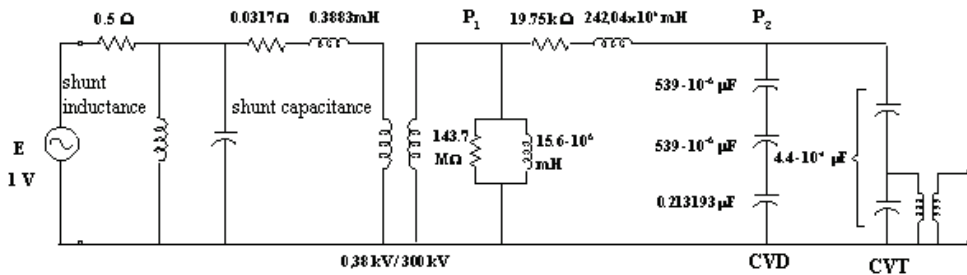 0.5 Ω
0.0317Ω
0.3883mH
P1
19.75kΩ
242,04×10⁶ mH
P2
shunt
inductance
shunt capacitance
E
1 V
143.7
MΩ
15.6·10⁶
mH
539·10⁻⁶ µF
539·10⁻⁶ µF
0.213193 µF
4.4·10⁻⁴ µF
0,38 kV/ 300 kV
CVD
CVT